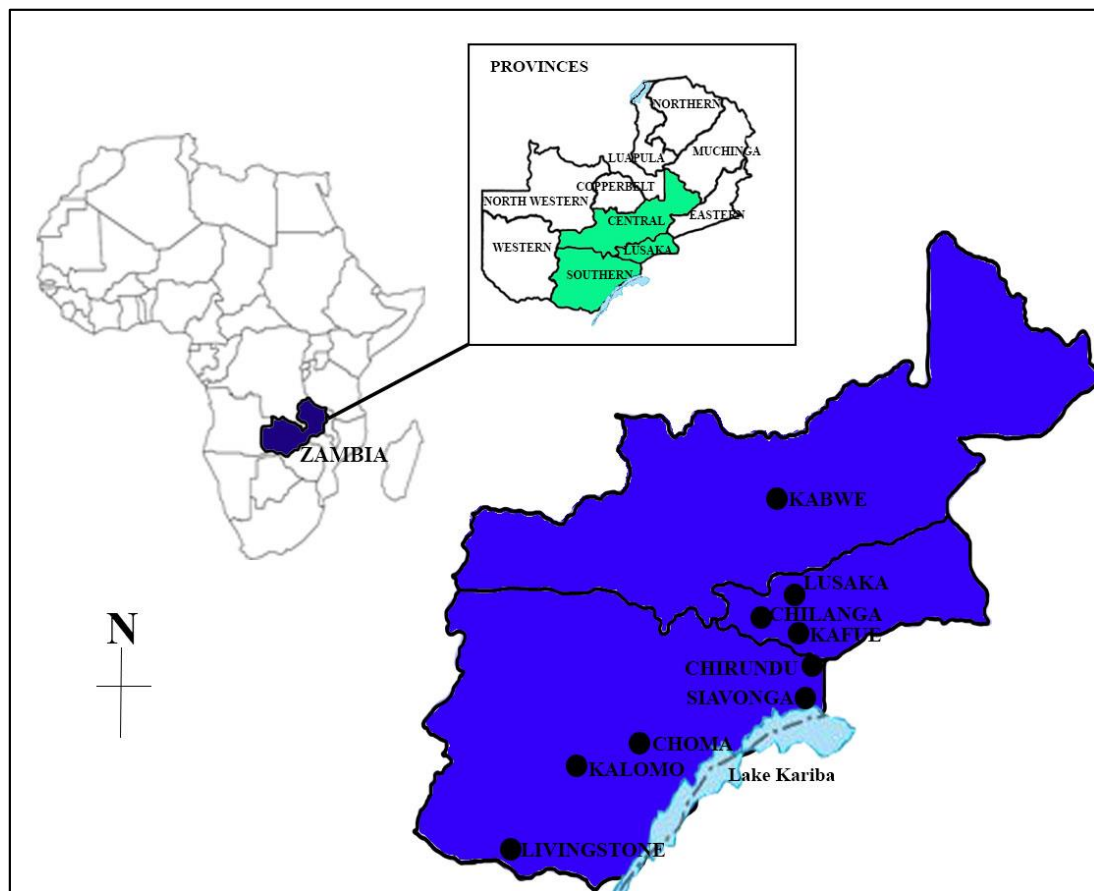 PROVINCES
NORTHERN
MUCHINGA
LUAPULA
COPPERBELT
NORTH WESTERN
EASTERN
CENTRAL
WESTERN
LUSAKA
SOUTHERN
ZAMBIA
KABWE
LUSAKA
CHILANGA
KAFUE
N
CHIRUNDU
SIAVONGA
CHOMA
KALOMO
Lake Kariba
LIVINGSTONE